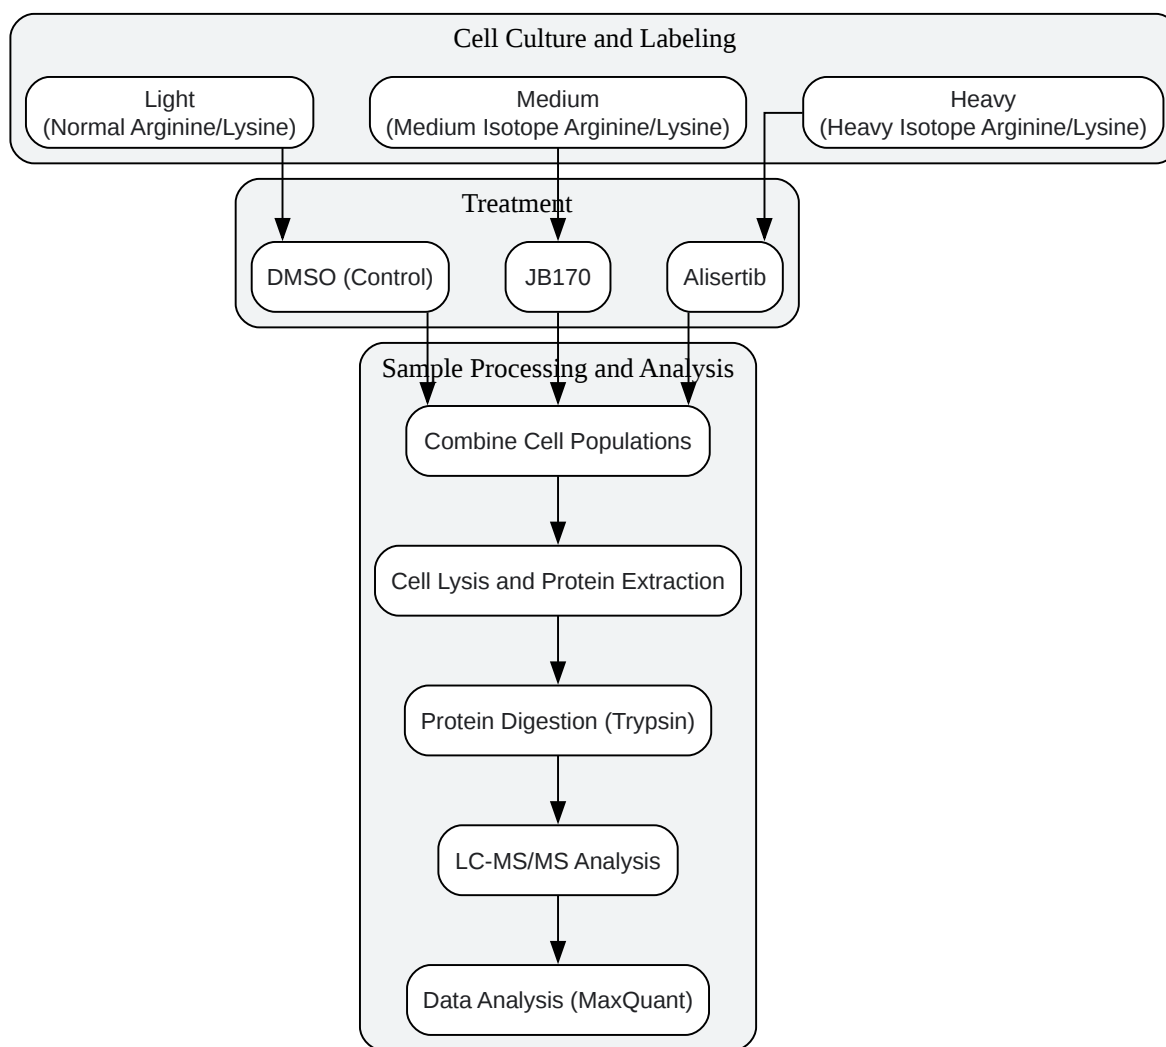 Cell Culture and Labeling
Light
(Normal Arginine/Lysine)
Medium
(Medium Isotope Arginine/Lysine)
Heavy
(Heavy Isotope Arginine/Lysine)
Treatment
DMSO (Control)
JB170
Alisertib
Sample Processing and Analysis
Combine Cell Populations
Cell Lysis and Protein Extraction
Protein Digestion (Trypsin)
LC-MS/MS Analysis
Data Analysis (MaxQuant)